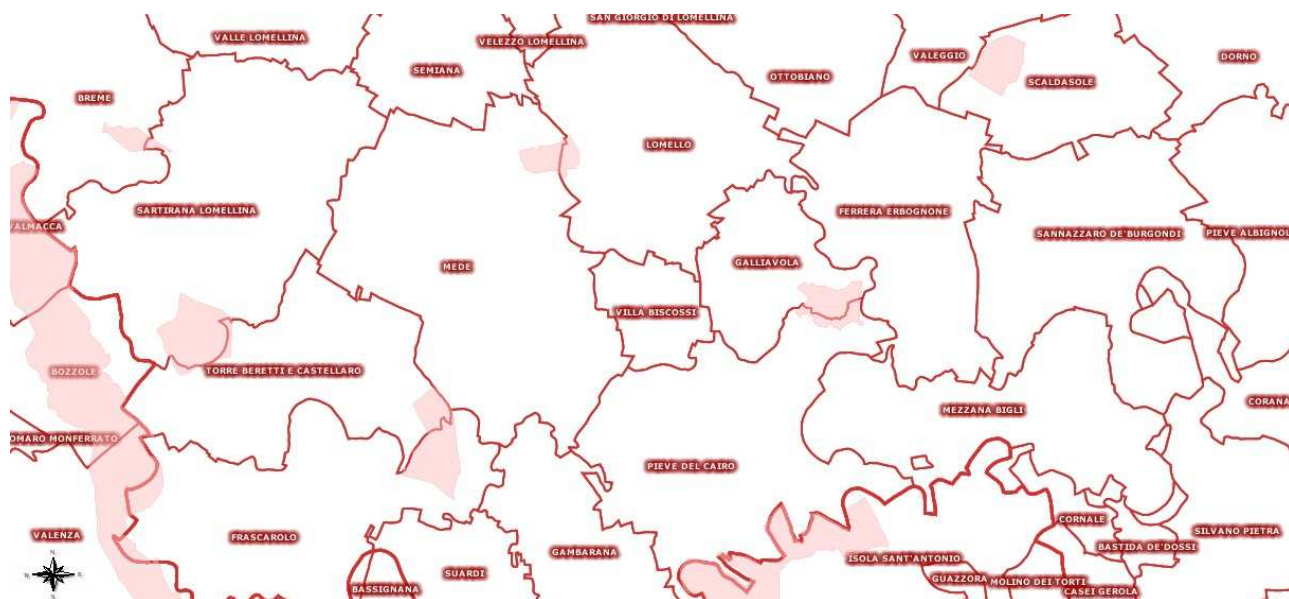 SAN GIORGIO DI LOMELLINA
VALLE LOMELLINA
VELEZZO LOMELLINA
SEMIANA
OTTOBIANO
VALEGGIO
DORNO
SCALDASOLE
BREME
LOMELLO
SARTIRANA LOMELLINA
FERRERA ERBOGNONE
VALMACCA
SANNAZZARO DE'BURGONDI
PIEVE ALBIGNOL
MEDE
GALLIAVOLA
VILLA BISCOSSI
BOZZOLE
TORRE BERETTI E CASTELLARO
CORANA
MEZZANA BIGLI
OMARO MONFERRATO
PIEVE DEL CAIRO
CORNALE
VALENZA
FRASCAROLO
SILVANO PIETRA
BASTIDA DE'DOSSI
GAMBARANA
ISOLA SANT'ANTONIO
SUARDI
GUAZZORA
MOLINO DEI TORTI
BASSIGNANA
CASEI GEROLA